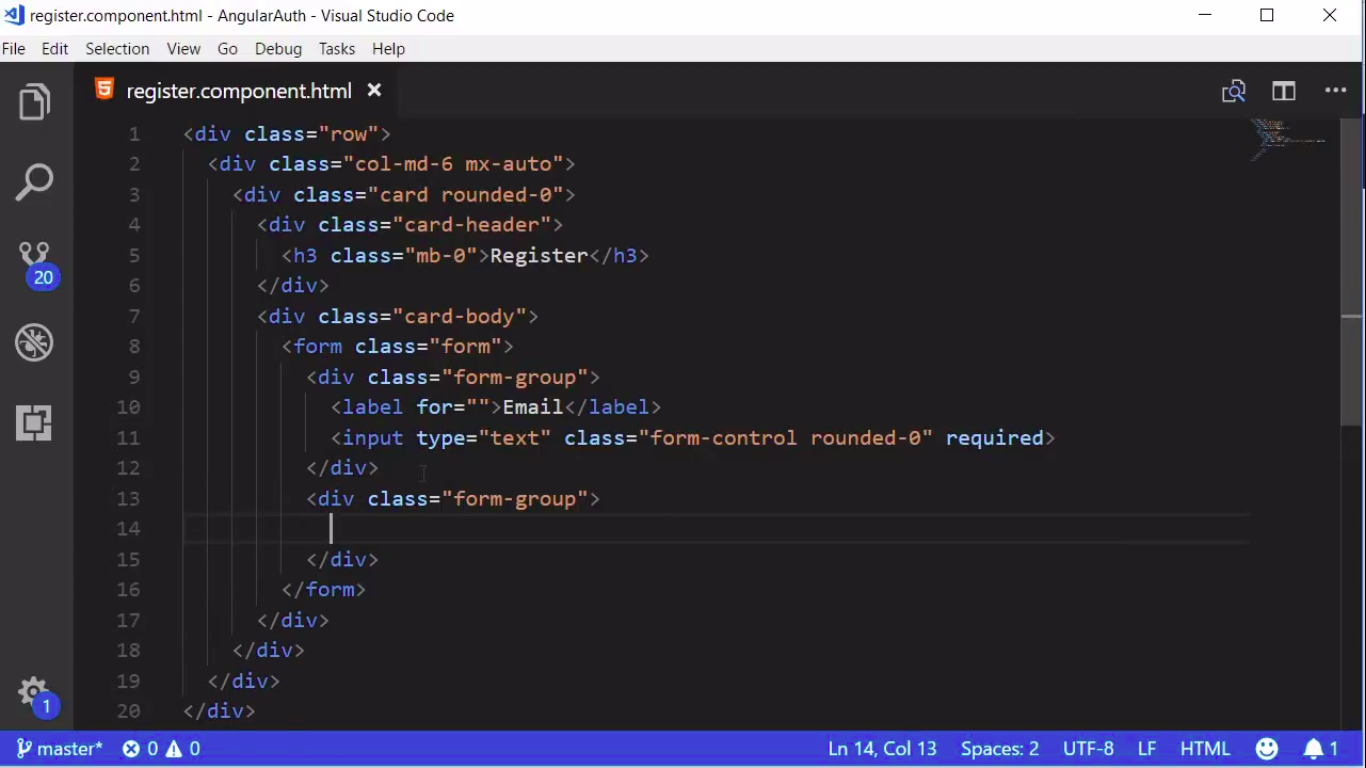 register.component.html - AngularAuth - Visual Studio Code
File Edit Selection View Go Debug Tasks Help
register.component.html
1 <div class="row">
2 <div class="col-md-6 mx-auto">
3 <div class="card rounded-0">
4 <div class="card-header">
5 <h3 class="mb-0">Register</h3>
6 </div>
7 <div class="card-body">
8 <form class="form">
9 <div class="form-group">
10 <label for="">Email</label>
11 <input type="text" class="form-control rounded-0" required>
12 </div>
13 <div class="form-group">
14
15 </div>
16 </form>
17 </div>
18 </div>
19 </div>
20 </div>
20
1
master* 0 0 Ln 14, Col 13 Spaces: 2 UTF-8 LF HTML 1